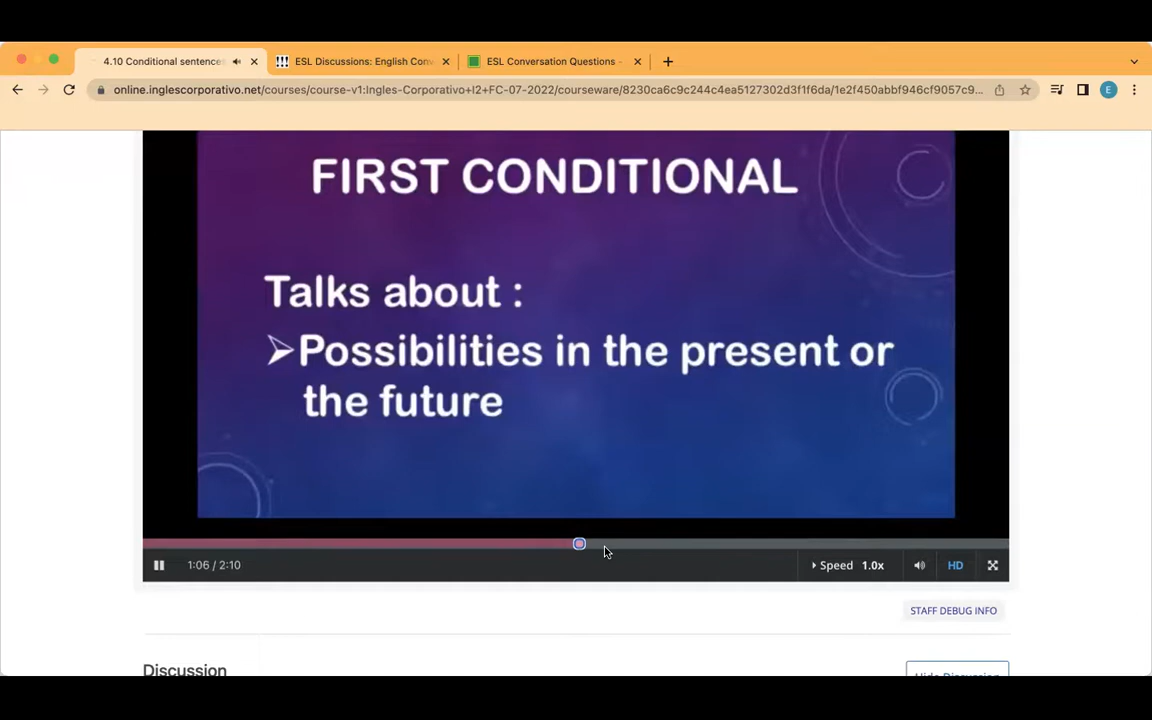 4.10 Conditional sentence
ESL Discussions: English Conv
ESL Conversation Questions -
online.inglescorporativo.net/courses/course-v1:Ingles-Corporativo+I2+FC-07-2022/courseware/8230ca6c9c244c4ea5127302d3f1f6da/1e2f450abbf946cf9057c9...
E
FIRST CONDITIONAL
Talks about :
➢Possibilities in the present or
the future
1:06 / 2:10
Speed 1.0x
HD
STAFF DEBUG INFO
Discussion
Hide Discussion